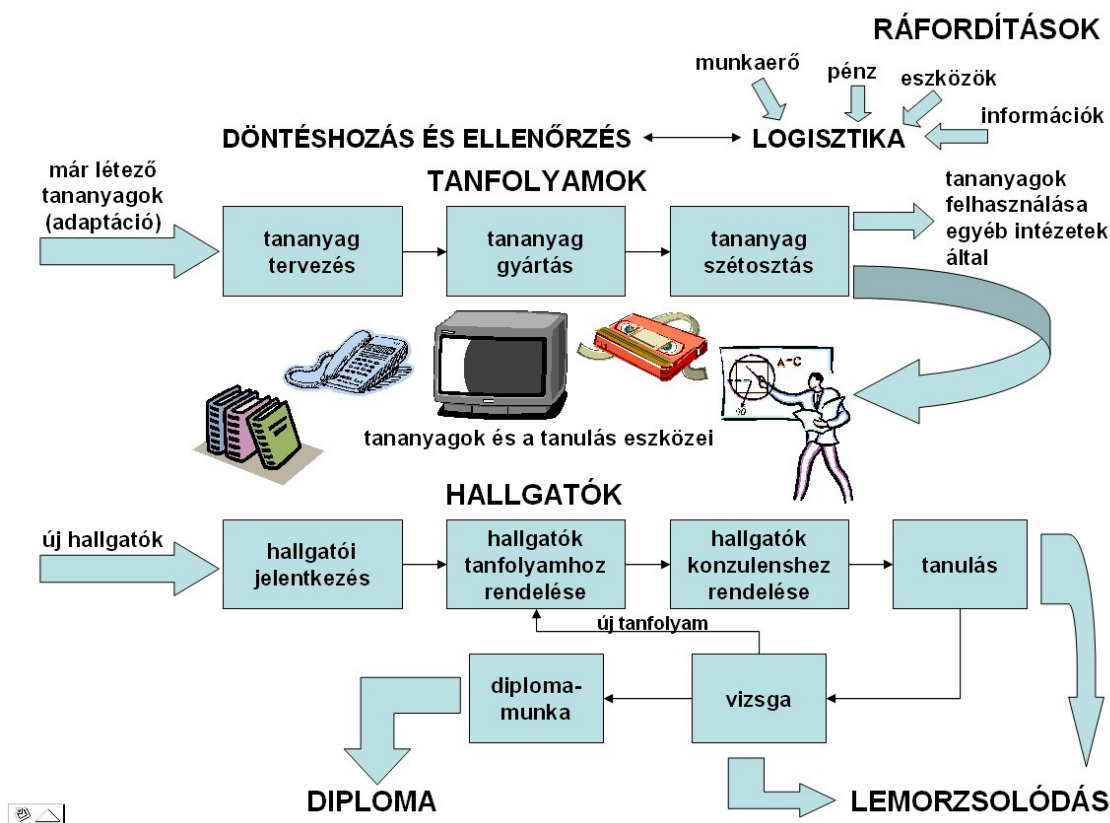 RÁFORDÍTÁSOK
munkaerő
pénz
eszközök
információk
DÖNTÉSHOZÁS ÉS ELLENŐRZÉS
LOGISZTIKA
TANFOLYAMOK
már létező
tananyagok
(adaptáció)
tananyag
tervezés
tananyag
gyártás
tananyag
szétosztás
tananyagok
felhasználása
egyéb intézetek
által
A=C
tananyagok és a tanulás eszközei
HALLGATÓK
új hallgatók
hallgatói
jelentkezés
hallgatók
tanfolyamhoz
rendelése
hallgatók
konzulenshez
rendelése
tanulás
új tanfolyam
diploma-
munka
vizsga
DIPLOMA
LEMORZSOLÓDÁS